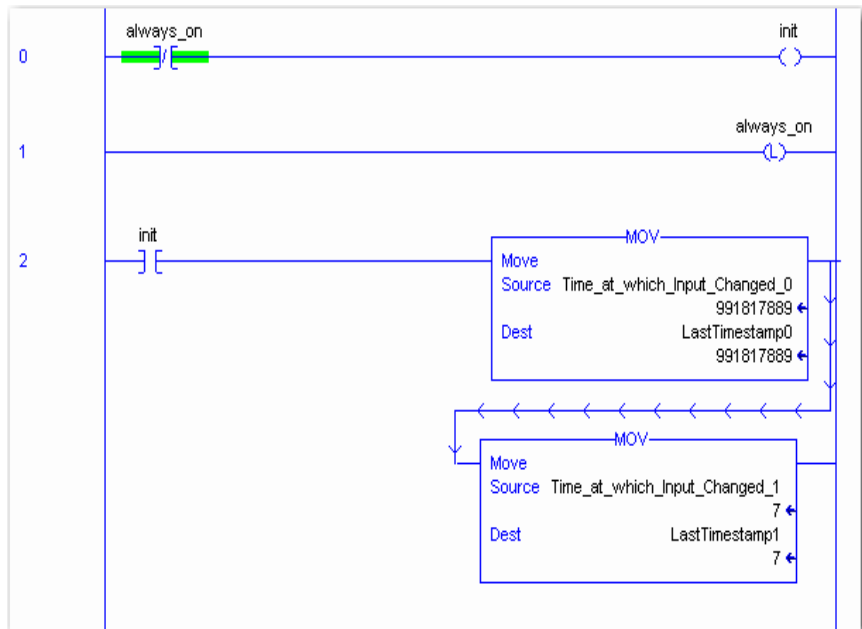 always_on
init
0
always_on
1
L
init
2
MOV
Move
Source Time_at_which_Input_Changed_0
991817889
Dest LastTimestamp0
991817889
MOV
Move
Source Time_at_which_Input_Changed_1
7
Dest LastTimestamp1
7